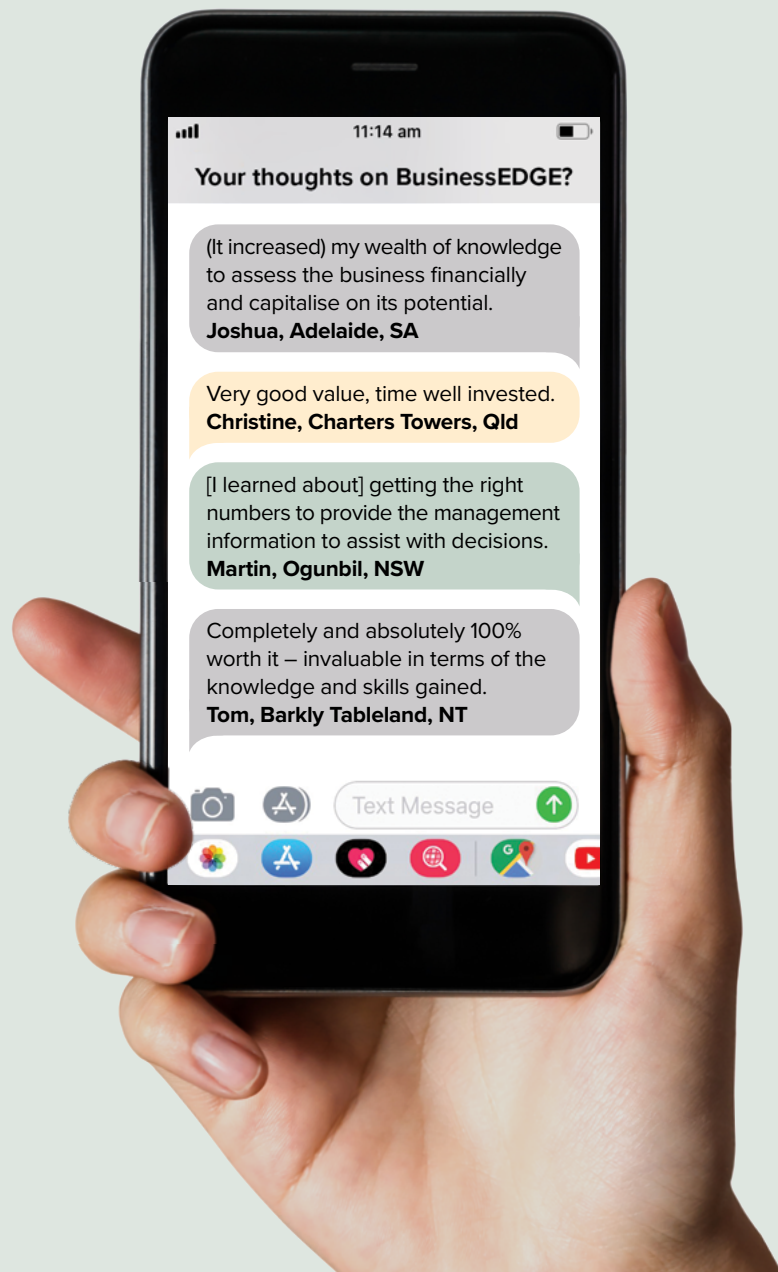 11:14 am
Your thoughts on BusinessEDGE?
(It increased) my wealth of knowledge
to assess the business financially
and capitalise on its potential.
Joshua, Adelaide, SA
Very good value, time well invested.
Christine, Charters Towers, Qld
[I learned about] getting the right
numbers to provide the management
information to assist with decisions.
Martin, Ogunbil, NSW
Completely and absolutely 100%
worth it – invaluable in terms of the
knowledge and skills gained.
Tom, Barkly Tableland, NT
Text Message
G